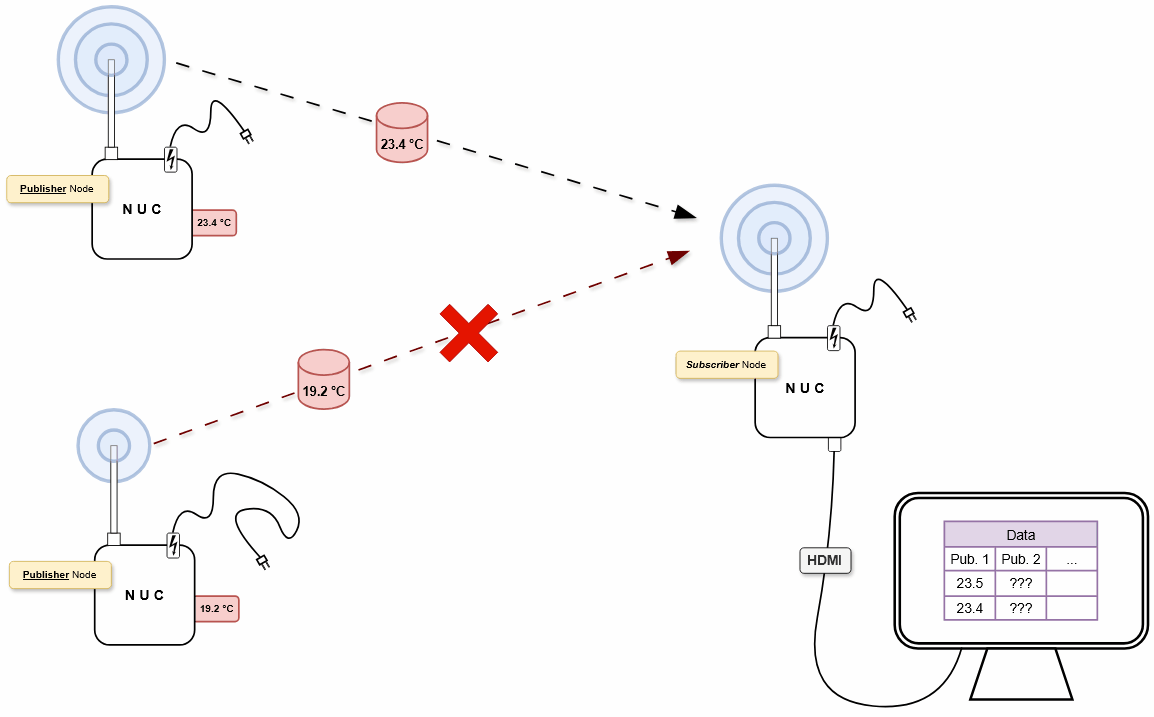 23.4 °C
Publisher Node
N U C
23.4 °C
Subscriber Node
N U C
19.2 °C
Publisher Node
N U C
19.2 °C
HDMI
Data
Pub. 1 Pub. 2 ...
23.5 ???
23.4 ???